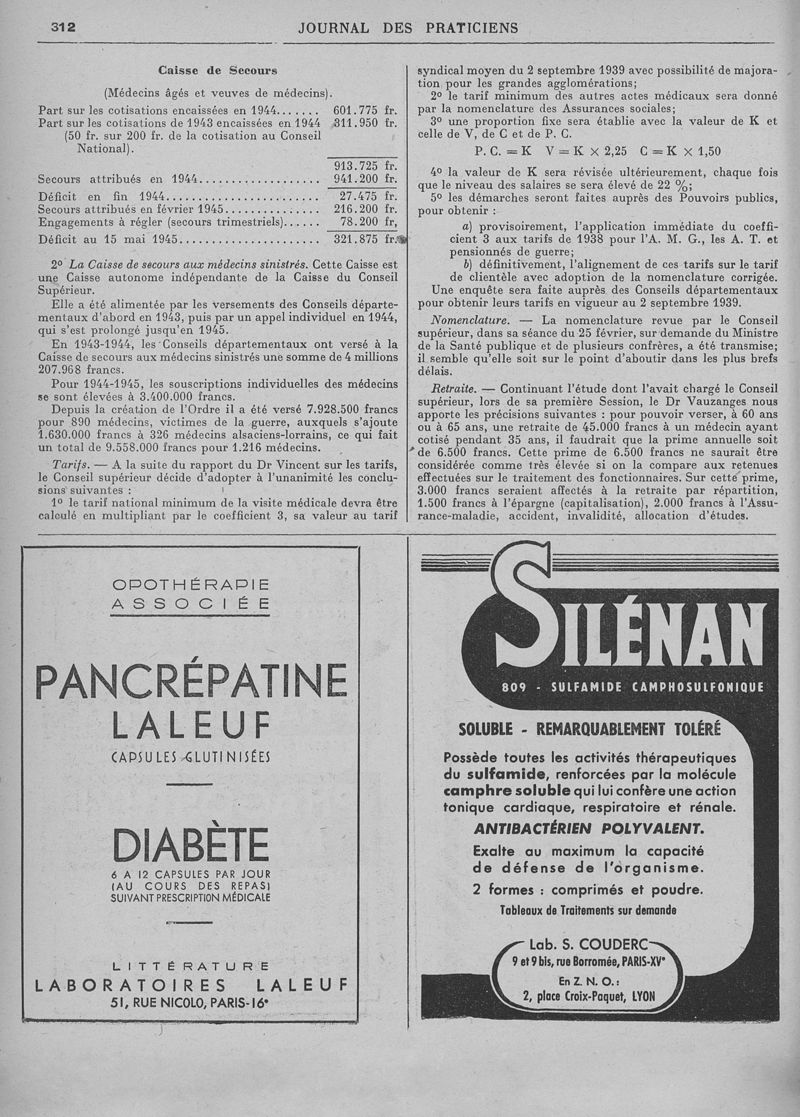 312
JOURNAL DES PRATICIENS
Caisse de Secours
(Médecins âgés et veuves de médecins).
Part sur les cotisations encaissées en 1944....... 601.775 fr.
Part sur les cotisations de 1943 encaissées en 1944 311.950 fr.
(50 fr. sur 200 fr. de la cotisation au Conseil
National).
913.725 fr.
Secours attribués en 1944................... 941.200 fr.
Déficit en fin 1944........................ 27.475 fr.
Secours attribués en février 1945............... 216.200 fr.
Engagements à régler (secours trimestriels)...... 78.200 fr,
Déficit au 15 mai 1945...................... 321.875 fr.
2º La Caisse de secours aux médecins sinistrés. Cette Caisse est
une Caisse autonome indépendante de la Caisse du Conseil
Supérieur.
Elle a été alimentée par les versements des Conseils départe-
mentaux d'abord en 1943, puis par un appel individuel en 1944,
qui s'est prolongé jusqu'en 1945.
En 1943-1944, les Conseils départementaux ont versé à la
Caisse de secours aux médecins sinistrés une somme de 4 millions
207.968 francs.
Pour 1944-1945, les souscriptions individuelles des médecins
se sont élevées à 3.400.000 francs.
Depuis la création de l'Ordre il a été versé 7.928.500 francs
pour 890 médecins, victimes de la guerre, auxquels s'ajoute
1.630.000 francs à 326 médecins alsaciens-lorrains, ce qui fait
un total de 9.558.000 francs pour 1.216 médecins.
Tarifs. — A la suite du rapport du Dr Vincent sur les tarifs,
le Conseil supérieur décide d'adopter à l'unanimité les conclu-
sions suivantes :
1º le tarif national minimum de la visite médicale devra être
calculé en multipliant par le coefficient 3, sa valeur au tarif
syndical moyen du 2 septembre 1939 avec possibilité de majora-
tion pour les grandes agglomérations;
2º le tarif minimum des autres actes médicaux sera donné
par la nomenclature des Assurances sociales;
3º une proportion fixe sera établie avec la valeur de K et
celle de V, de C et de P. C.
P. C. = K V = K × 2,25 C = K × 1,50
4º la valeur de K sera révisée ultérieurement, chaque fois
que le niveau des salaires se sera élevé de 22 %;
5º les démarches seront faites auprès des Pouvoirs publics,
pour obtenir :
a) provisoirement, l'application immédiate du coeffi-
cient 3 aux tarifs de 1938 pour l'A. M. G., les A. T. et
pensionnés de guerre;
b) définitivement, l'alignement de ces tarifs sur le tarif
de clientèle avec adoption de la nomenclature corrigée.
Une enquête sera faite auprès des Conseils départementaux
pour obtenir leurs tarifs en vigueur au 2 septembre 1939.
Nomenclature. — La nomenclature revue par le Conseil
supérieur, dans sa séance du 25 février, sur demande du Ministre
de la Santé publique et de plusieurs confrères, a été transmise;
il semble qu'elle soit sur le point d'aboutir dans les plus brefs
délais.
Retraite. — Continuant l'étude dont l'avait chargé le Conseil
supérieur, lors de sa première Session, le Dr Vauzanges nous
apporte les précisions suivantes : pour pouvoir verser, à 60 ans
ou à 65 ans, une retraite de 45.000 francs à un médecin ayant
cotisé pendant 35 ans, il faudrait que la prime annuelle soit
de 6.500 francs. Cette prime de 6.500 francs ne saurait être
considérée comme très élevée si on la compare aux retenues
effectuées sur le traitement des fonctionnaires. Sur cette prime,
3.000 francs seraient affectés à la retraite par répartition,
1.500 francs à l'épargne (capitalisation), 2.000 francs à l'Assu-
rance-maladie, accident, invalidité, allocation d'études.
OPOTHÉRAPIE
ASSOCIÉE
PANCRÉPATINE
LALEUF
CAPSULES GLUTINISÉES
DIABÈTE
6 A 12 CAPSULES PAR JOUR
(AU COURS DES REPAS)
SUIVANT PRESCRIPTION MÉDICALE
LITTÉRATURE
LABORATOIRES LALEUF
51, RUE NICOLO, PARIS-16e
SILÉNAN
809 - SULFAMIDE CAMPHOSULFONIQUE
SOLUBLE - REMARQUABLEMENT TOLÉRÉ
Possède toutes les activités thérapeutiques
du sulfamide, renforcées par la molécule
camphre soluble qui lui confère une action
tonique cardiaque, respiratoire et rénale.
ANTIBACTÉRIEN POLYVALENT.
Exalte au maximum la capacité
de défense de l'organisme.
2 formes : comprimés et poudre.
Tableaux de Traitements sur demande
Lab. S. COUDERC
9 et 9 bis, rue Borromée, PARIS-XVe
En Z. N. O. :
2, place Croix-Paquet, LYON